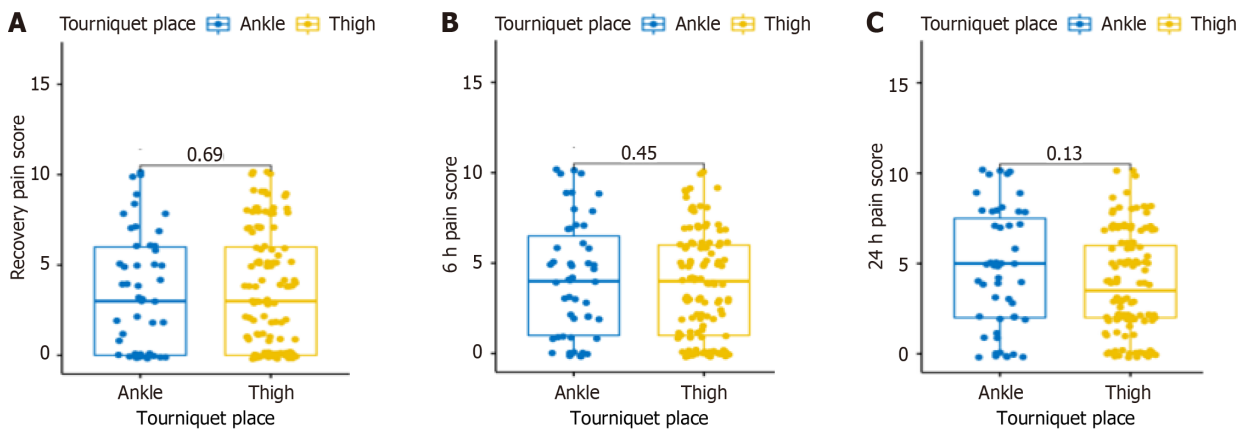 A Tourniquet place Ankle Thigh
15
10
5
0
Recovery pain score
0.69
Ankle Thigh
Tourniquet place
B Tourniquet place Ankle Thigh
15
10
5
0
6 h pain score
0.45
Ankle Thigh
Tourniquet place
C Tourniquet place Ankle Thigh
15
10
5
0
24 h pain score
0.13
Ankle Thigh
Tourniquet place